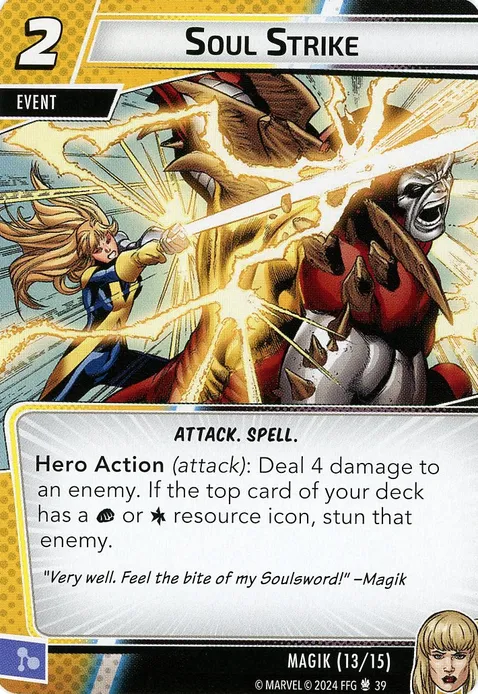 2
SOUL STRIKE
EVENT
ATTACK. SPELL.
Hero Action (attack): Deal 4 damage to
an enemy. If the top card of your deck
has a or resource icon, stun that
enemy.
"Very well. Feel the bite of my Soulsword!" –Magik
MAGIK (13/15)
© MARVEL © 2024 FFG 39